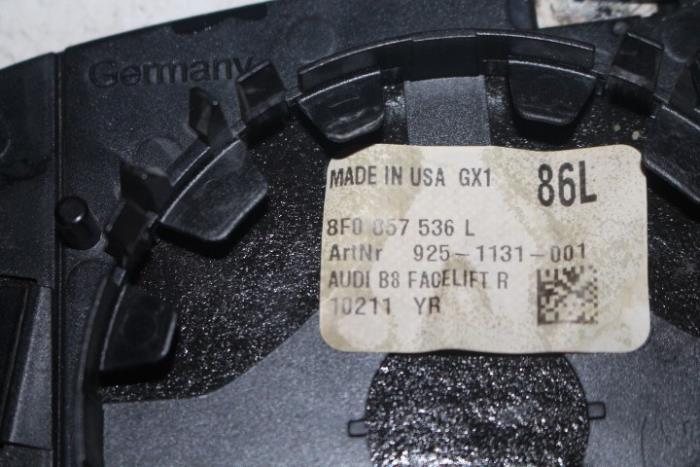 Germany
MADE IN USA GX1
86L
8F0 857 536 L
ArtNr 925-1131-001
AUDI B8 FACELIFT R
10211 YR